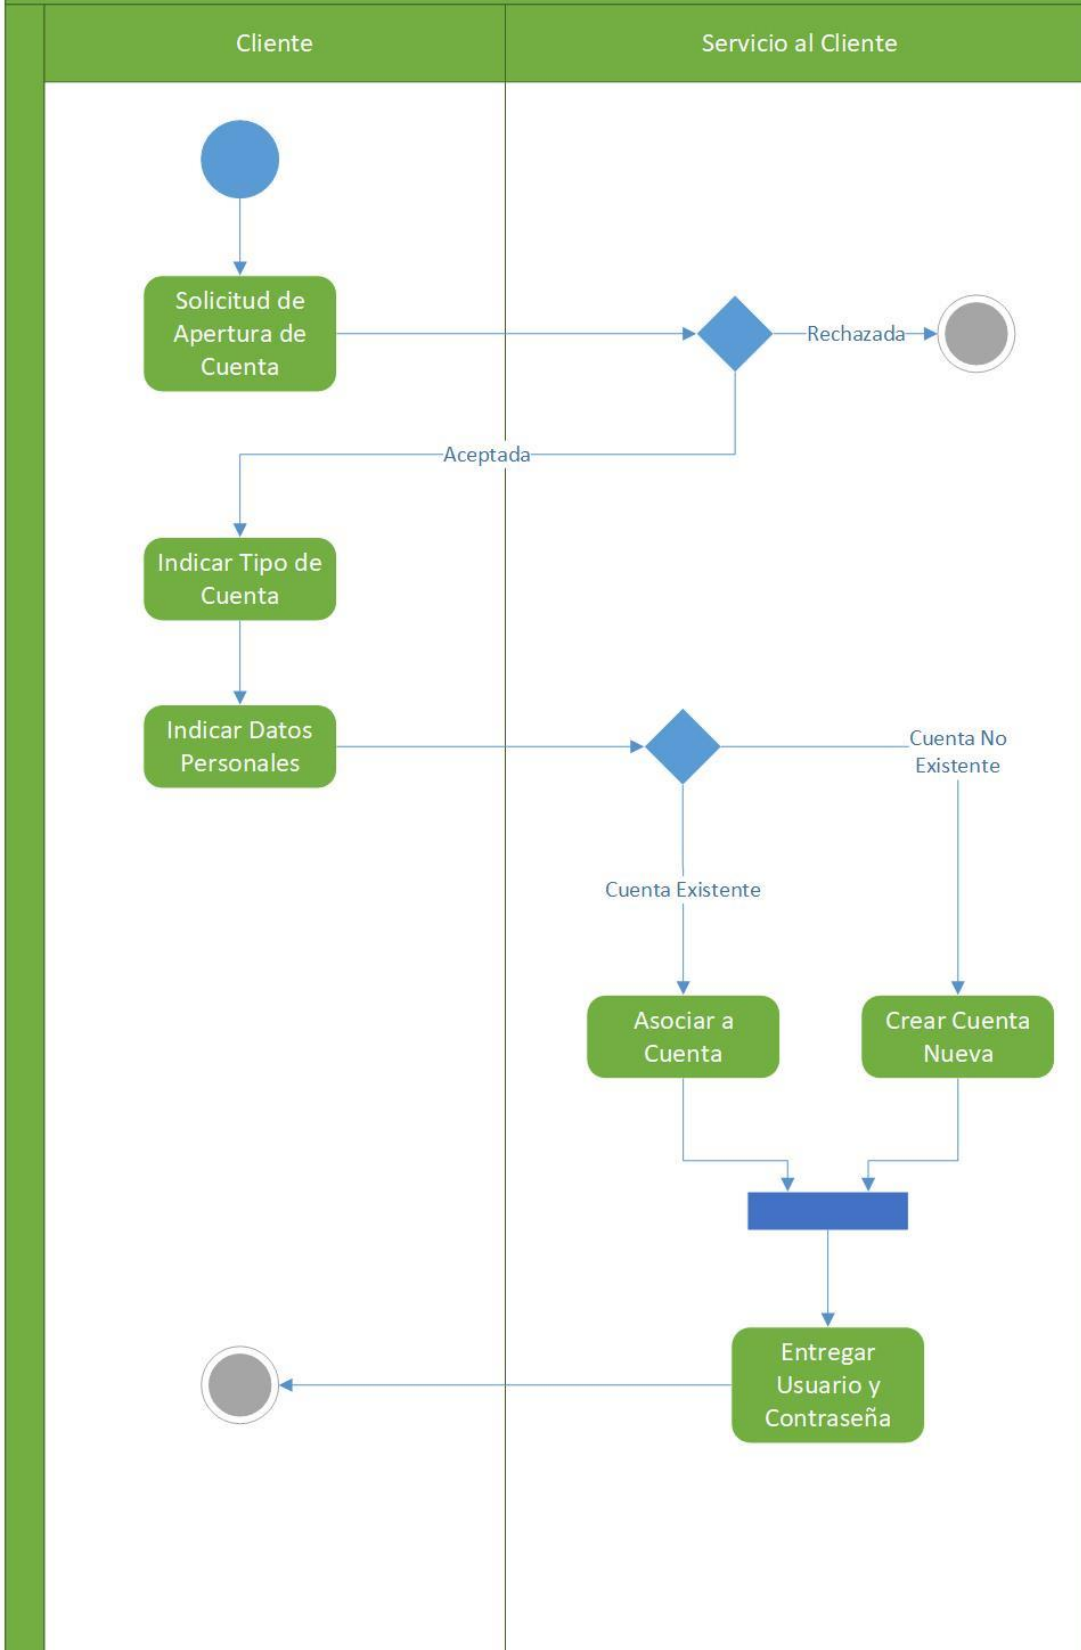 Cliente
Servicio al Cliente
Solicitud de
Apertura de
Cuenta
Rechazada
Aceptada
Indicar Tipo de
Cuenta
Indicar Datos
Personales
Cuenta No
Existente
Cuenta Existente
Asociar a
Cuenta
Crear Cuenta
Nueva
Entregar
Usuario y
Contraseña